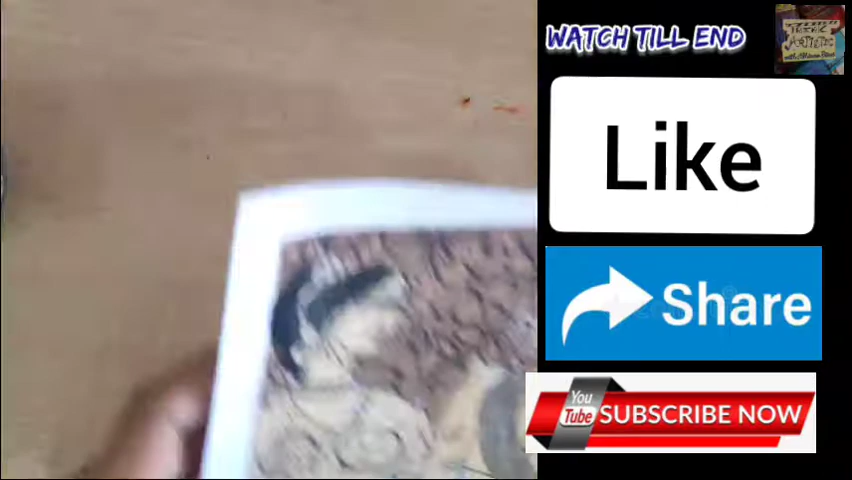 WATCH TILL END
Like
Share
You
Tube
SUBSCRIBE NOW